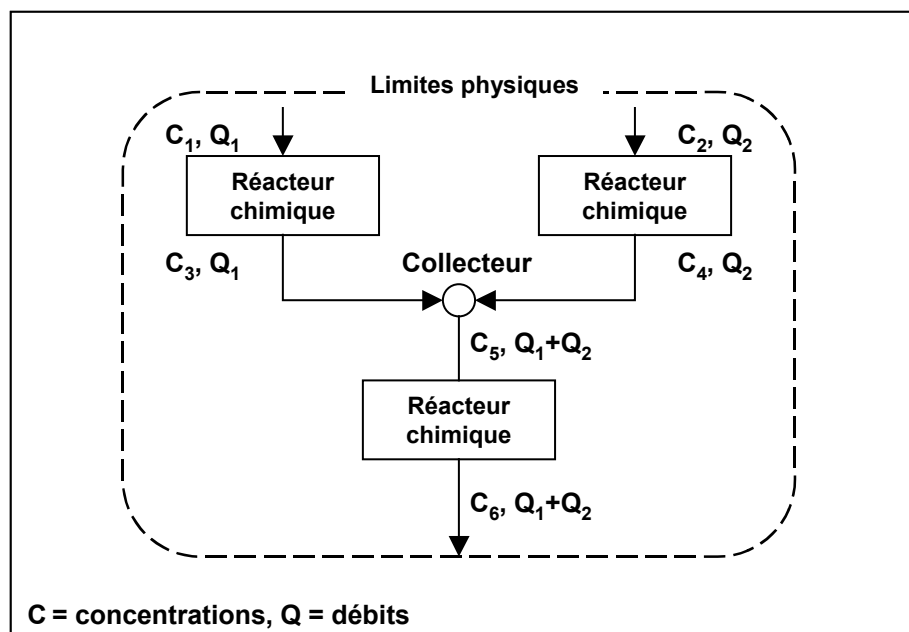 Limites physiques
C₁, Q₁
C₂, Q₂
Réacteur
chimique
Réacteur
chimique
C₃, Q₁
Collecteur
C₄, Q₂
C₅, Q₁+Q₂
Réacteur
chimique
C₆, Q₁+Q₂
C = concentrations, Q = débits